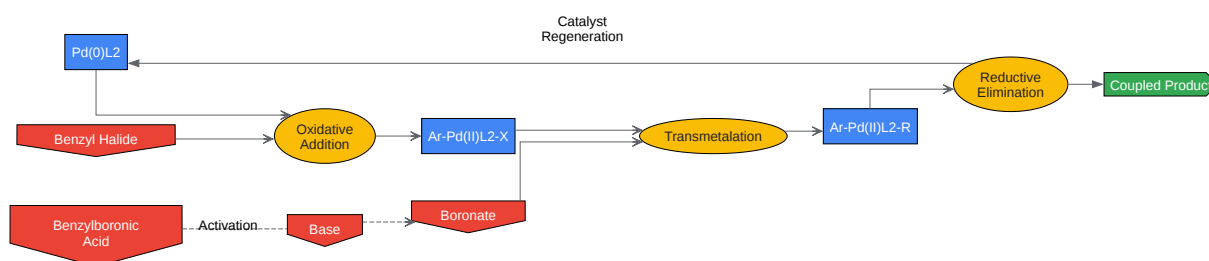 Catalyst
Regeneration
Pd(0)L2
Reductive
Elimination
Coupled Product
Oxidative
Addition
Benzyl Halide
Ar-Pd(II)L2-X
Transmetalation
Ar-Pd(II)L2-R
Benzylboronic
Acid
Activation
Base
Boronate